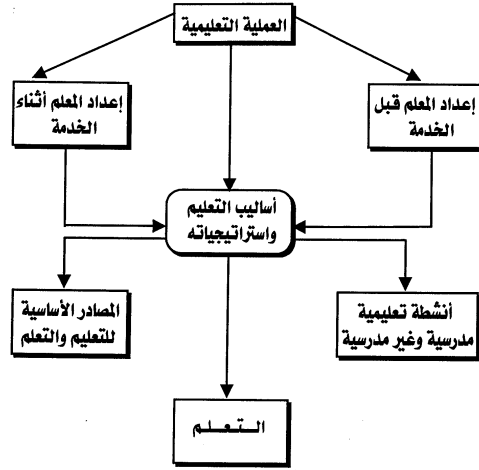 العملية التعليمية
إعداد المعلم قبل
الخدمة
إعداد المعلم أثناء
الخدمة
أساليب التعليم
واستراتيجياته
أنشطة تعليمية
مدرسية وغير مدرسية
المصادر الأساسية
للتعليم والتعلم
التـعـلـم